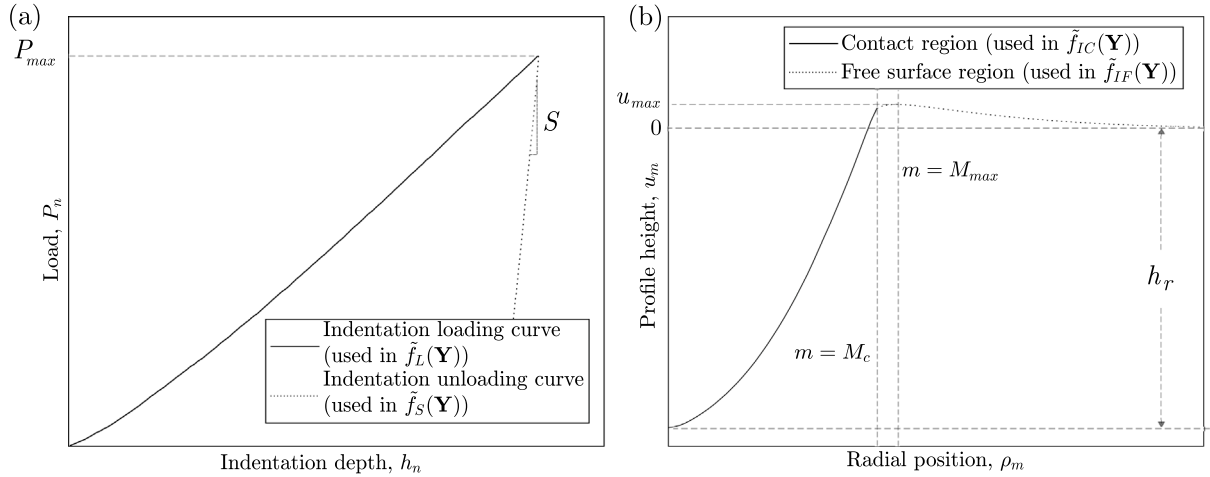 (a)
P_max
S
Load, P_n
Indentation loading curve
(used in f̃_L(Y))
Indentation unloading curve
(used in f̃_S(Y))
Indentation depth, h_n
(b)
Contact region (used in f̃_IC(Y))
Free surface region (used in f̃_IF(Y))
u_max
0
m = M_max
Profile height, u_m
h_r
m = M_c
Radial position, ρ_m